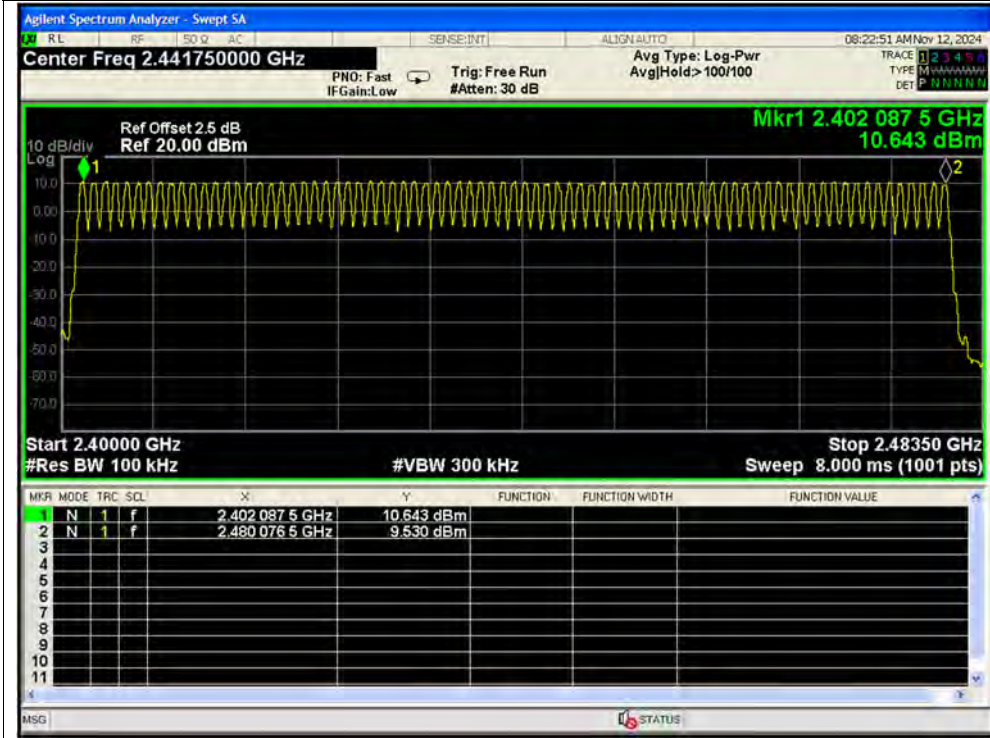 Agilent Spectrum Analyzer - Swept SA
RL RF 50 Ω AC SENSE:INT ALIGN AUTO 08:22:51 AM Nov 12, 2024
Center Freq 2.441750000 GHz
PNO: Fast
IFGain:Low
Trig: Free Run
#Atten: 30 dB
Avg Type: Log-Pwr
Avg|Hold:>100/100
TRACE 1 2 3 4 5 6
TYPE M W W W W W
DET P N N N N N
Mkr1 2.402 087 5 GHz
10.643 dBm
Ref Offset 2.5 dB
10 dB/div Ref 20.00 dBm
Log
1
2
10.0
0.00
-10.0
-20.0
-30.0
-40.0
-50.0
-60.0
-70.0
Start 2.40000 GHz Stop 2.48350 GHz
#Res BW 100 kHz #VBW 300 kHz Sweep 8.000 ms (1001 pts)
MKR MODE TRC SCL X Y FUNCTION FUNCTION WIDTH FUNCTION VALUE
1 N 1 f 2.402 087 5 GHz 10.643 dBm
2 N 1 f 2.480 076 5 GHz 9.530 dBm
3
4
5
6
7
8
9
10
11
MSG STATUS